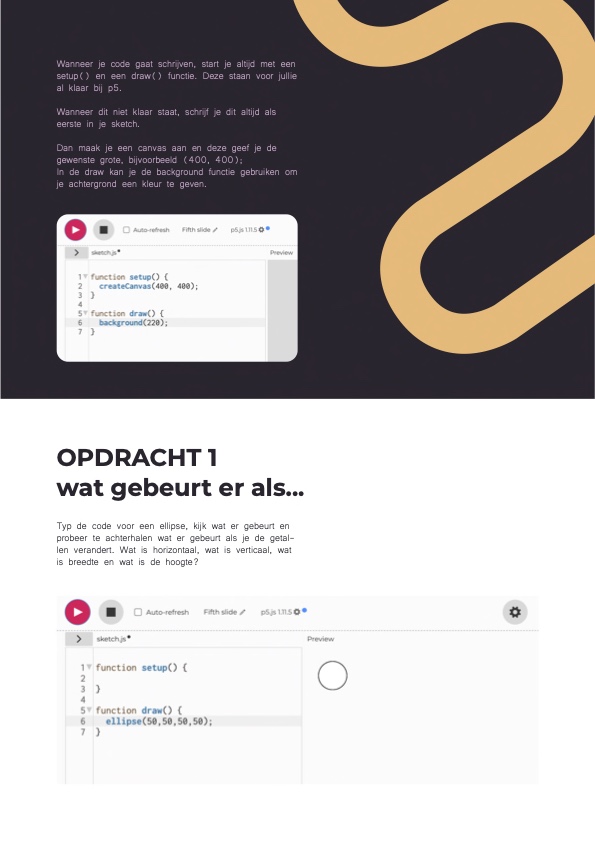 Wanneer je code gaat schrijven, start je altijd met een
setup() en een draw() functie. Deze staan voor jullie
al klaar bij p5.
Wanneer dit niet klaar staat, schrijf je dit altijd als
eerste in je sketch.
Dan maak je een canvas aan en deze geef je de
gewenste grote, bijvoorbeeld (400, 400);
In de draw kan je de background functie gebruiken om
je achtergrond een kleur te geven.
Auto-refresh Fifth slide p5.js 1.11.5
> sketch.js• Preview
1 function setup() {
2 createCanvas(400, 400);
3 }
4
5 function draw() {
6 background(220);
7 }
OPDRACHT 1
wat gebeurt er als...
Typ de code voor een ellipse, kijk wat er gebeurt en
probeer te achterhalen wat er gebeurt als je de getal-
len verandert. Wat is horizontaal, wat is verticaal, wat
is breedte en wat is de hoogte?
Auto-refresh Fifth slide p5.js 1.11.5
> sketch.js• Preview
1 function setup() {
2
3 }
4
5 function draw() {
6 ellipse(50,50,50,50);
7 }